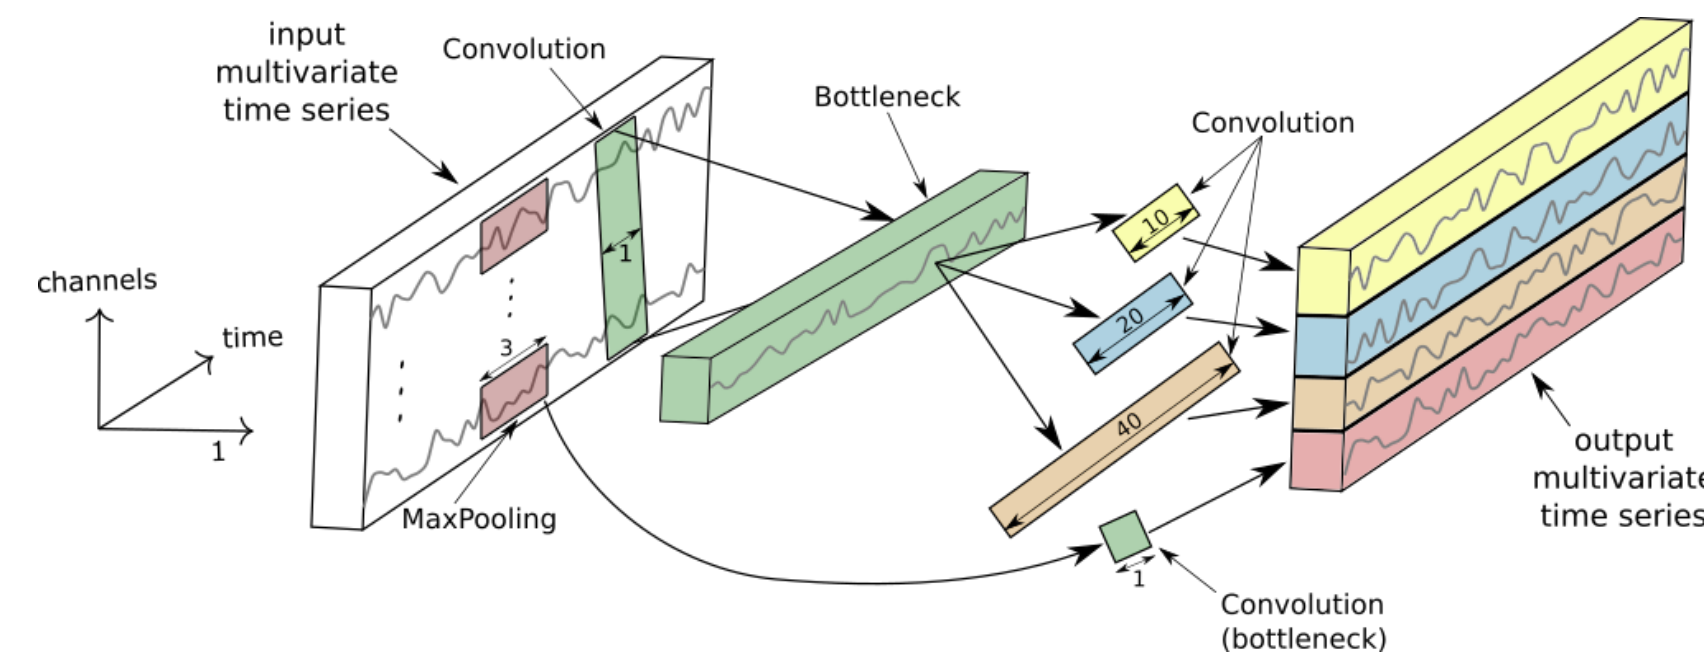 input
multivariate
time series
Convolution
Bottleneck
Convolution
channels
time
1
1
3
MaxPooling
10
20
40
1
Convolution
(bottleneck)
output
multivariate
time series